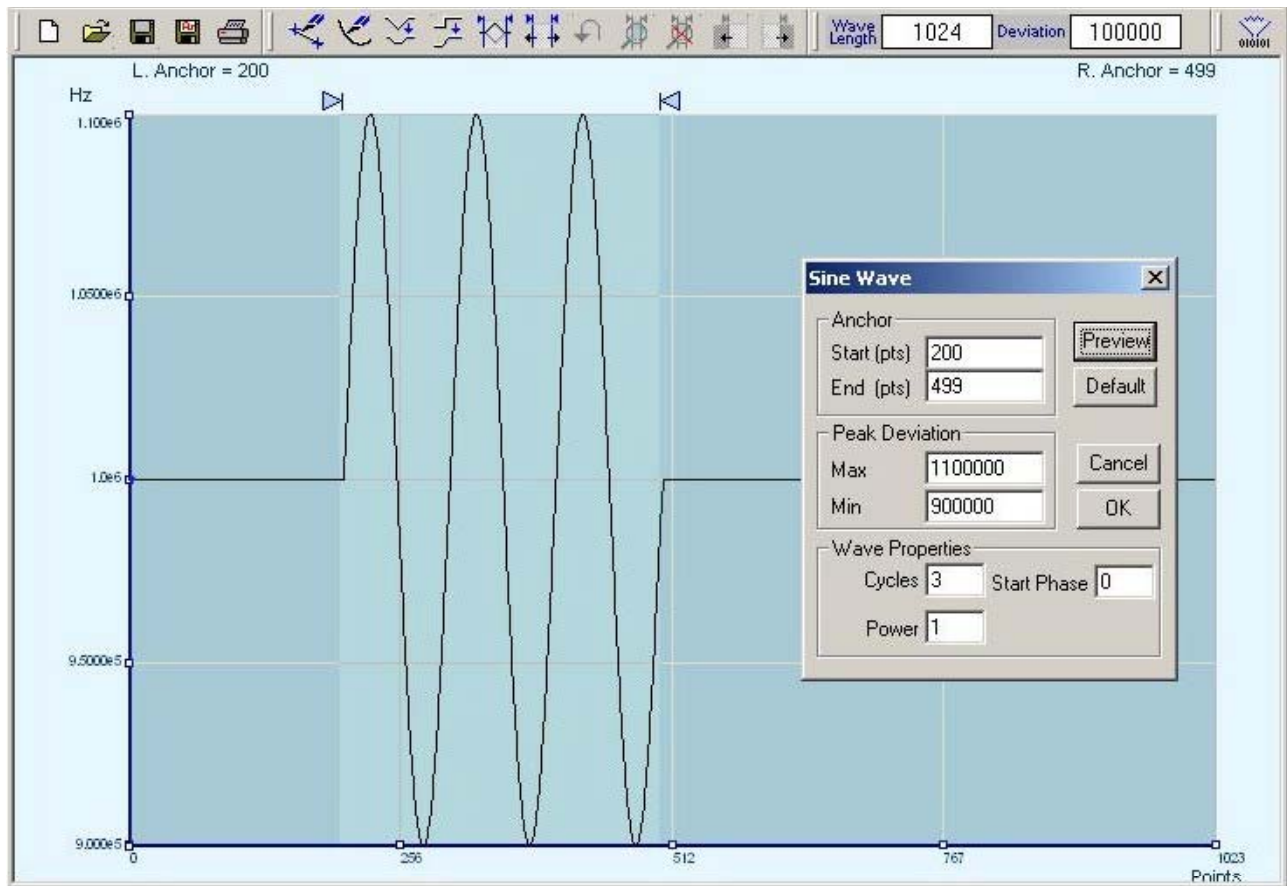 Wave Length 1024 Deviation 100000
010101
L. Anchor = 200
R. Anchor = 499
Hz
1.100e6
1.0500e6
1.0e6
9.5000e5
9.000e5
0
256
512
767
1023
Points
Sine Wave
Anchor
Start (pts) 200
End (pts) 499
Preview
Default
Peak Deviation
Max 1100000
Min 900000
Cancel
OK
Wave Properties
Cycles 3 Start Phase 0
Power 1